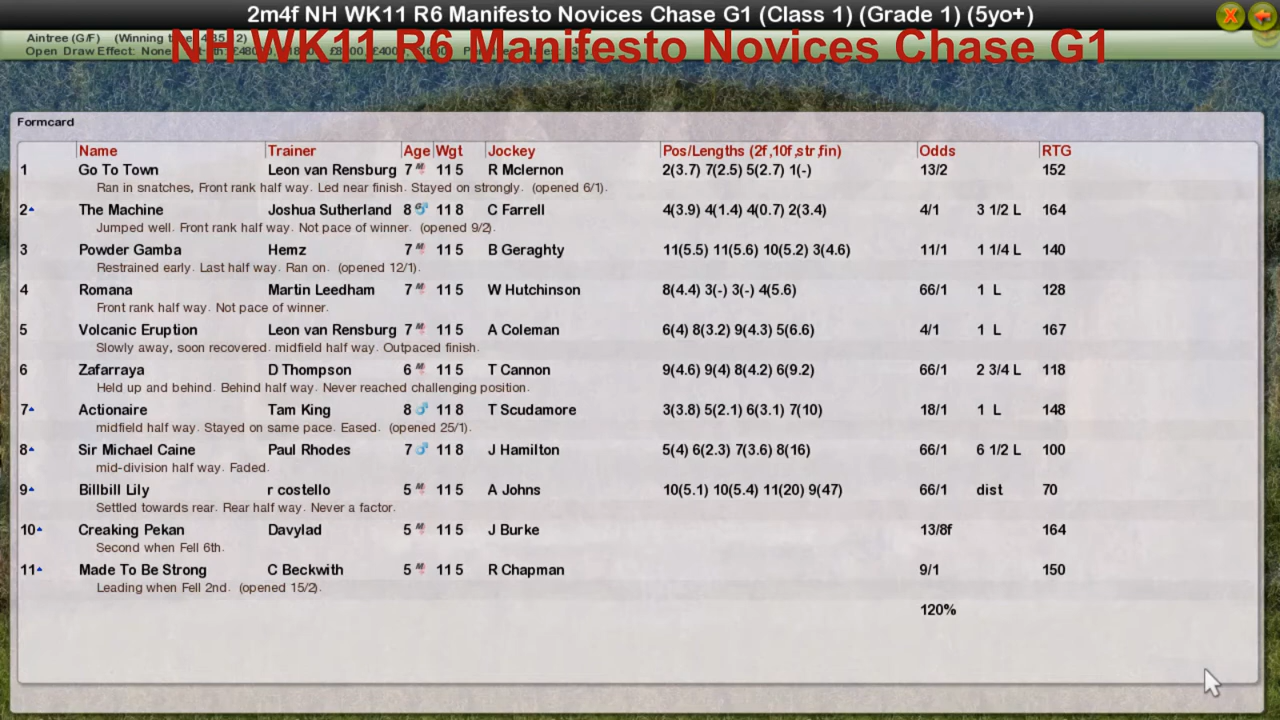 2m4f NH WK11 R6 Manifesto Novices Chase G1 (Class 1) (Grade 1) (5yo+)
NH WK11 R6 Manifesto Novices Chase G1
Aintree (G/F) (Winning
Open Draw Effect: None
Formcard
Name Trainer Age Wgt Jockey Pos/Lengths (2f,10f,str,fin) Odds RTG
1 Go To Town Leon van Rensburg 7 11 5 R McIernon 2(3.7) 7(2.5) 5(2.7) 1(-) 13/2 152
Ran in snatches, Front rank half way. Led near finish. Stayed on strongly. (opened 6/1).
2 The Machine Joshua Sutherland 8 11 8 C Farrell 4(3.9) 4(1.4) 4(0.7) 2(3.4) 4/1 3 1/2 L 164
Jumped well. Front rank half way. Not pace of winner. (opened 9/2).
3 Powder Gamba Hemz 7 11 5 B Geraghty 11(5.5) 11(5.6) 10(5.2) 3(4.6) 11/1 1 1/4 L 140
Restrained early. Last half way. Ran on. (opened 12/1).
4 Romana Martin Leedham 7 11 5 W Hutchinson 8(4.4) 3(-) 3(-) 4(5.6) 66/1 1 L 128
Front rank half way. Not pace of winner.
5 Volcanic Eruption Leon van Rensburg 7 11 5 A Coleman 6(4) 8(3.2) 9(4.3) 5(6.6) 4/1 1 L 167
Slowly away, soon recovered. midfield half way. Outpaced finish.
6 Zafarraya D Thompson 6 11 5 T Cannon 9(4.6) 9(4) 8(4.2) 6(9.2) 66/1 2 3/4 L 118
Held up and behind. Behind half way. Never reached challenging position.
7 Actionaire Tam King 8 11 8 T Scudamore 3(3.8) 5(2.1) 6(3.1) 7(10) 18/1 1 L 148
midfield half way. Stayed on same pace. Eased. (opened 25/1).
8 Sir Michael Caine Paul Rhodes 7 11 8 J Hamilton 5(4) 6(2.3) 7(3.6) 8(16) 66/1 6 1/2 L 100
mid-division half way. Faded.
9 Billbill Lily r costello 5 11 5 A Johns 10(5.1) 10(5.4) 11(20) 9(47) 66/1 dist 70
Settled towards rear. Rear half way. Never a factor.
10 Creaking Pekan Davylad 5 11 5 J Burke 13/8f 164
Second when Fell 6th.
11 Made To Be Strong C Beckwith 5 11 5 R Chapman 9/1 150
Leading when Fell 2nd. (opened 15/2).
120%